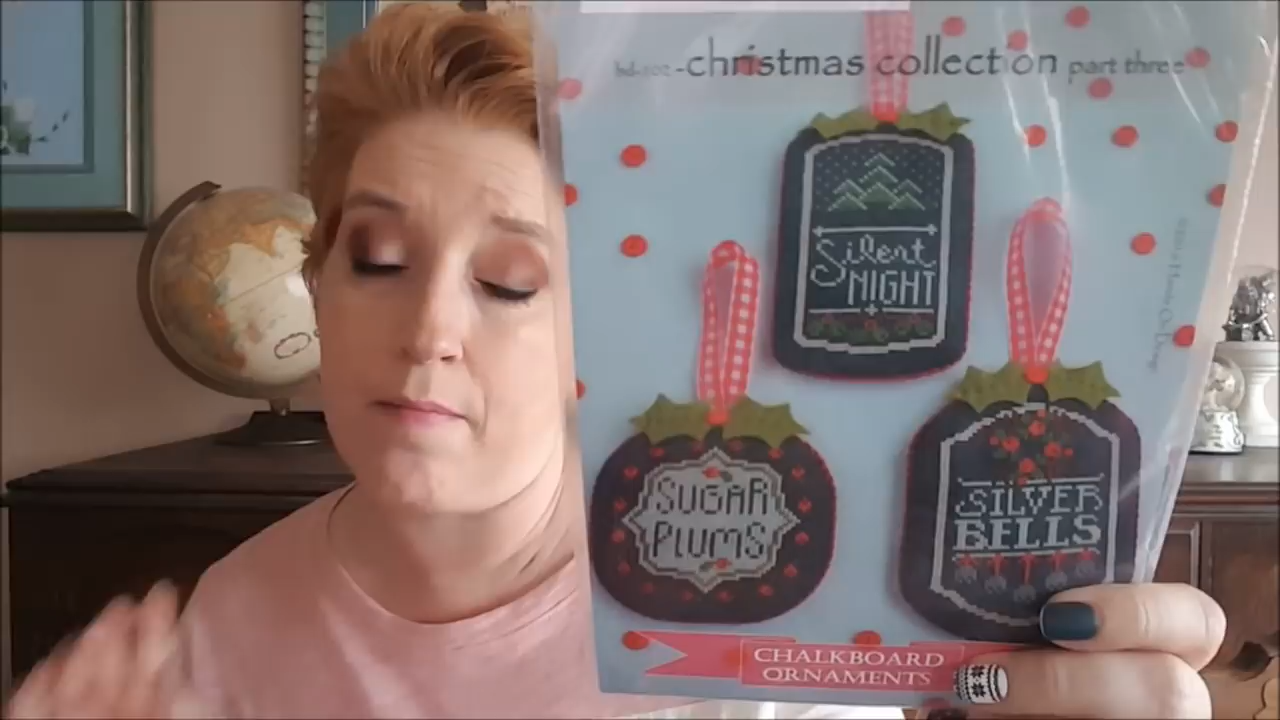 christmas collection part three
Silent
NIGHT
SUGAR
PLUMS
SILVER
BELLS
CHALKBOARD
ORNAMENTS